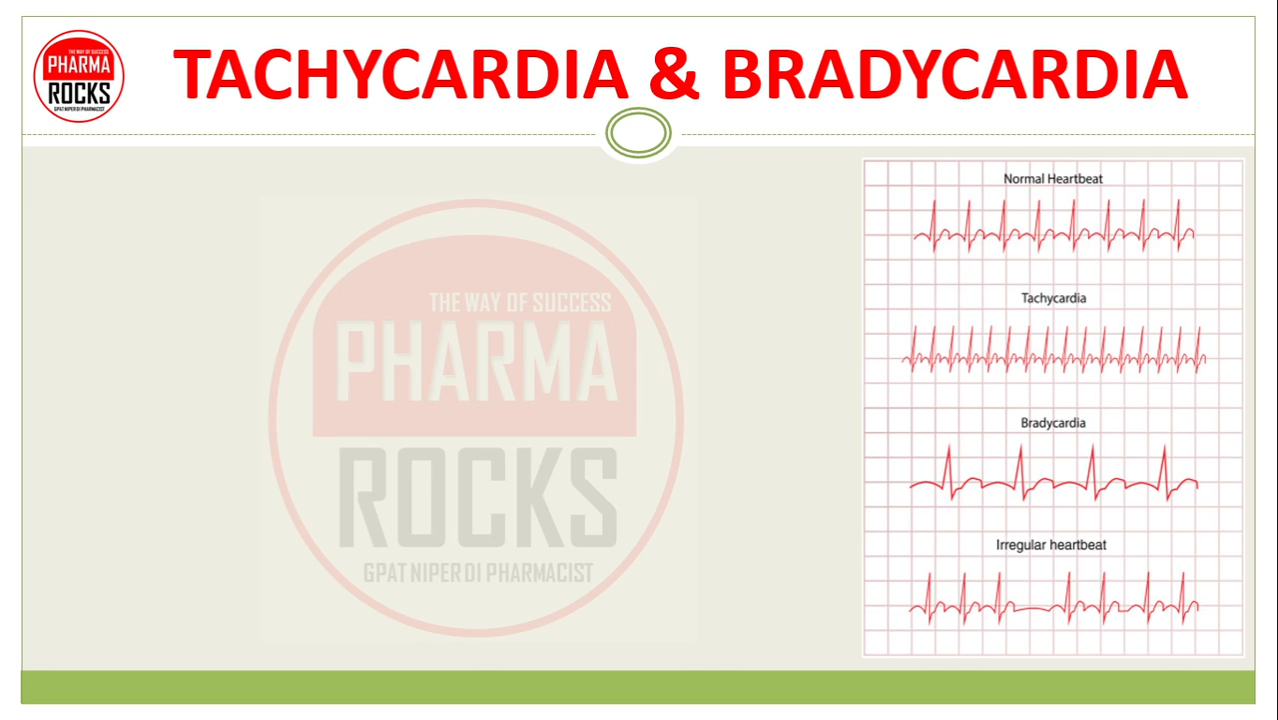 THE WAY OF SUCCESS
PHARMA
ROCKS
GPAT NIPER DI PHARMACIST
TACHYCARDIA & BRADYCARDIA
THE WAY OF SUCCESS
PHARMA
ROCKS
GPAT NIPER DI PHARMACIST
Normal Heartbeat
Tachycardia
Bradycardia
Irregular heartbeat